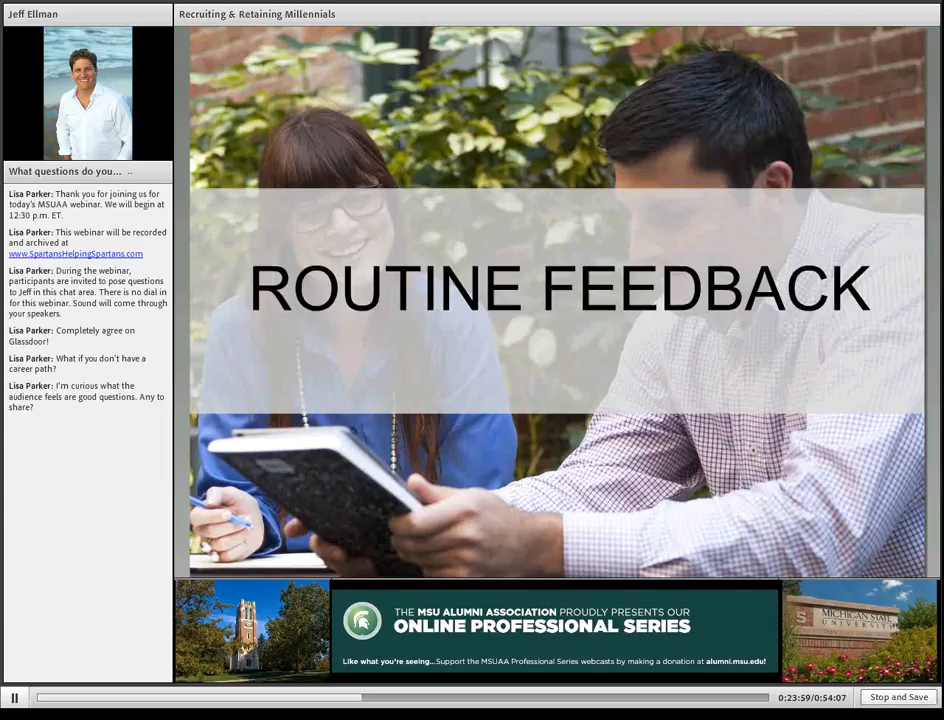 Jeff Ellman
Recruiting & Retaining Millennials
What questions do you... ..
Lisa Parker: Thank you for joining us for
today's MSUAA webinar. We will begin at
12:30 p.m. ET.
Lisa Parker: This webinar will be recorded
and archived at
www.SpartansHelpingSpartans.com
Lisa Parker: During the webinar,
participants are invited to pose questions
to Jeff in this chat area. There is no dial in
for this webinar. Sound will come through
your speakers.
Lisa Parker: Completely agree on
Glassdoor!
Lisa Parker: What if you don't have a
career path?
Lisa Parker: I'm curious what the
audience feels are good questions. Any to
share?
ROUTINE FEEDBACK
THE MSU ALUMNI ASSOCIATION PROUDLY PRESENTS OUR
ONLINE PROFESSIONAL SERIES
Like what you're seeing...Support the MSUAA Professional Series webcasts by making a donation at alumni.msu.edu!
MICHIGAN STATE
UNIVERSITY
0:23:59/0:54:07
Stop and Save